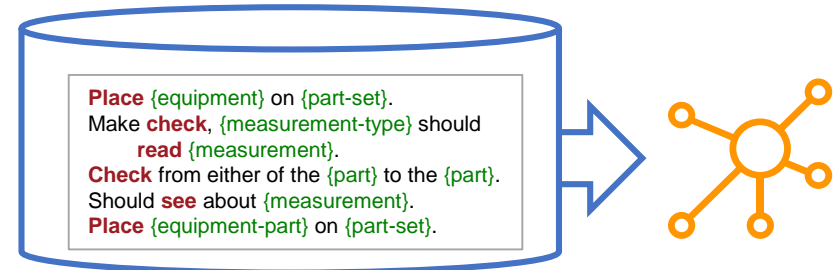 Place {equipment} on {part-set}.
Make check, {measurement-type} should
read {measurement}.
Check from either of the {part} to the {part}.
Should see about {measurement}.
Place {equipment-part} on {part-set}.